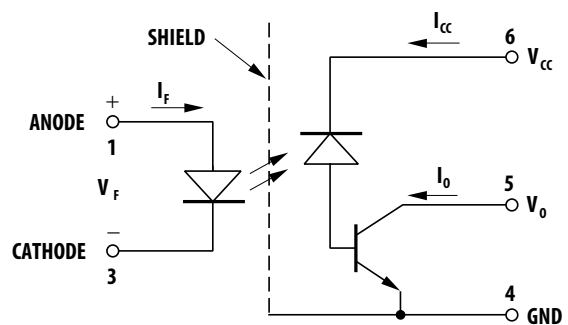 SHIELD
I_CC
6
V_CC
+
I_F
ANODE
1
V_F
I_O
5
V_O
−
CATHODE
3
4
GND